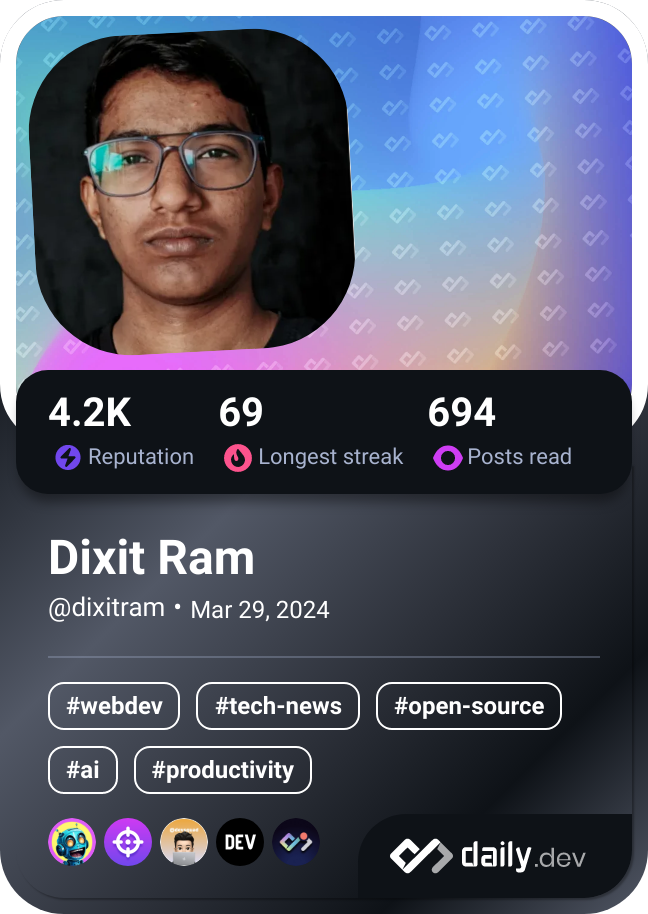 4.2K 69 694
Reputation Longest streak Posts read
Dixit Ram
@dixitram • Mar 29, 2024
#webdev #tech-news #open-source
#ai #productivity
DEV
daily.dev